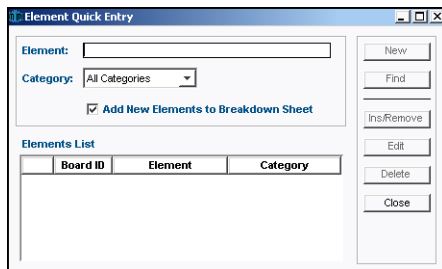 Element Quick Entry
Element:
Category: All Categories
Add New Elements to Breakdown Sheet
Elements List
Board ID Element Category
New
Find
Ins/Remove
Edit
Delete
Close